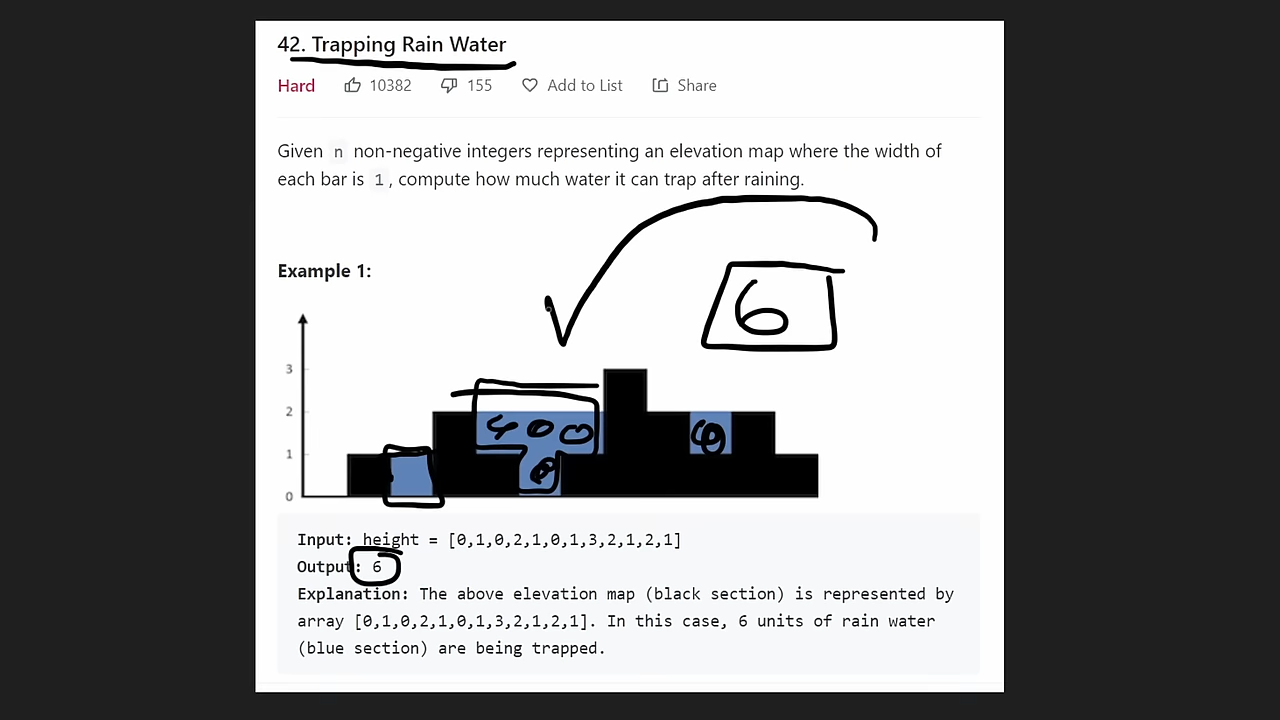 42. Trapping Rain Water
Hard 10382 155 Add to List Share
Given n non-negative integers representing an elevation map where the width of
each bar is 1, compute how much water it can trap after raining.
Example 1:
6
3
2
1
0
Input: height = [0,1,0,2,1,0,1,3,2,1,2,1]
Output: 6
Explanation: The above elevation map (black section) is represented by
array [0,1,0,2,1,0,1,3,2,1,2,1]. In this case, 6 units of rain water
(blue section) are being trapped.